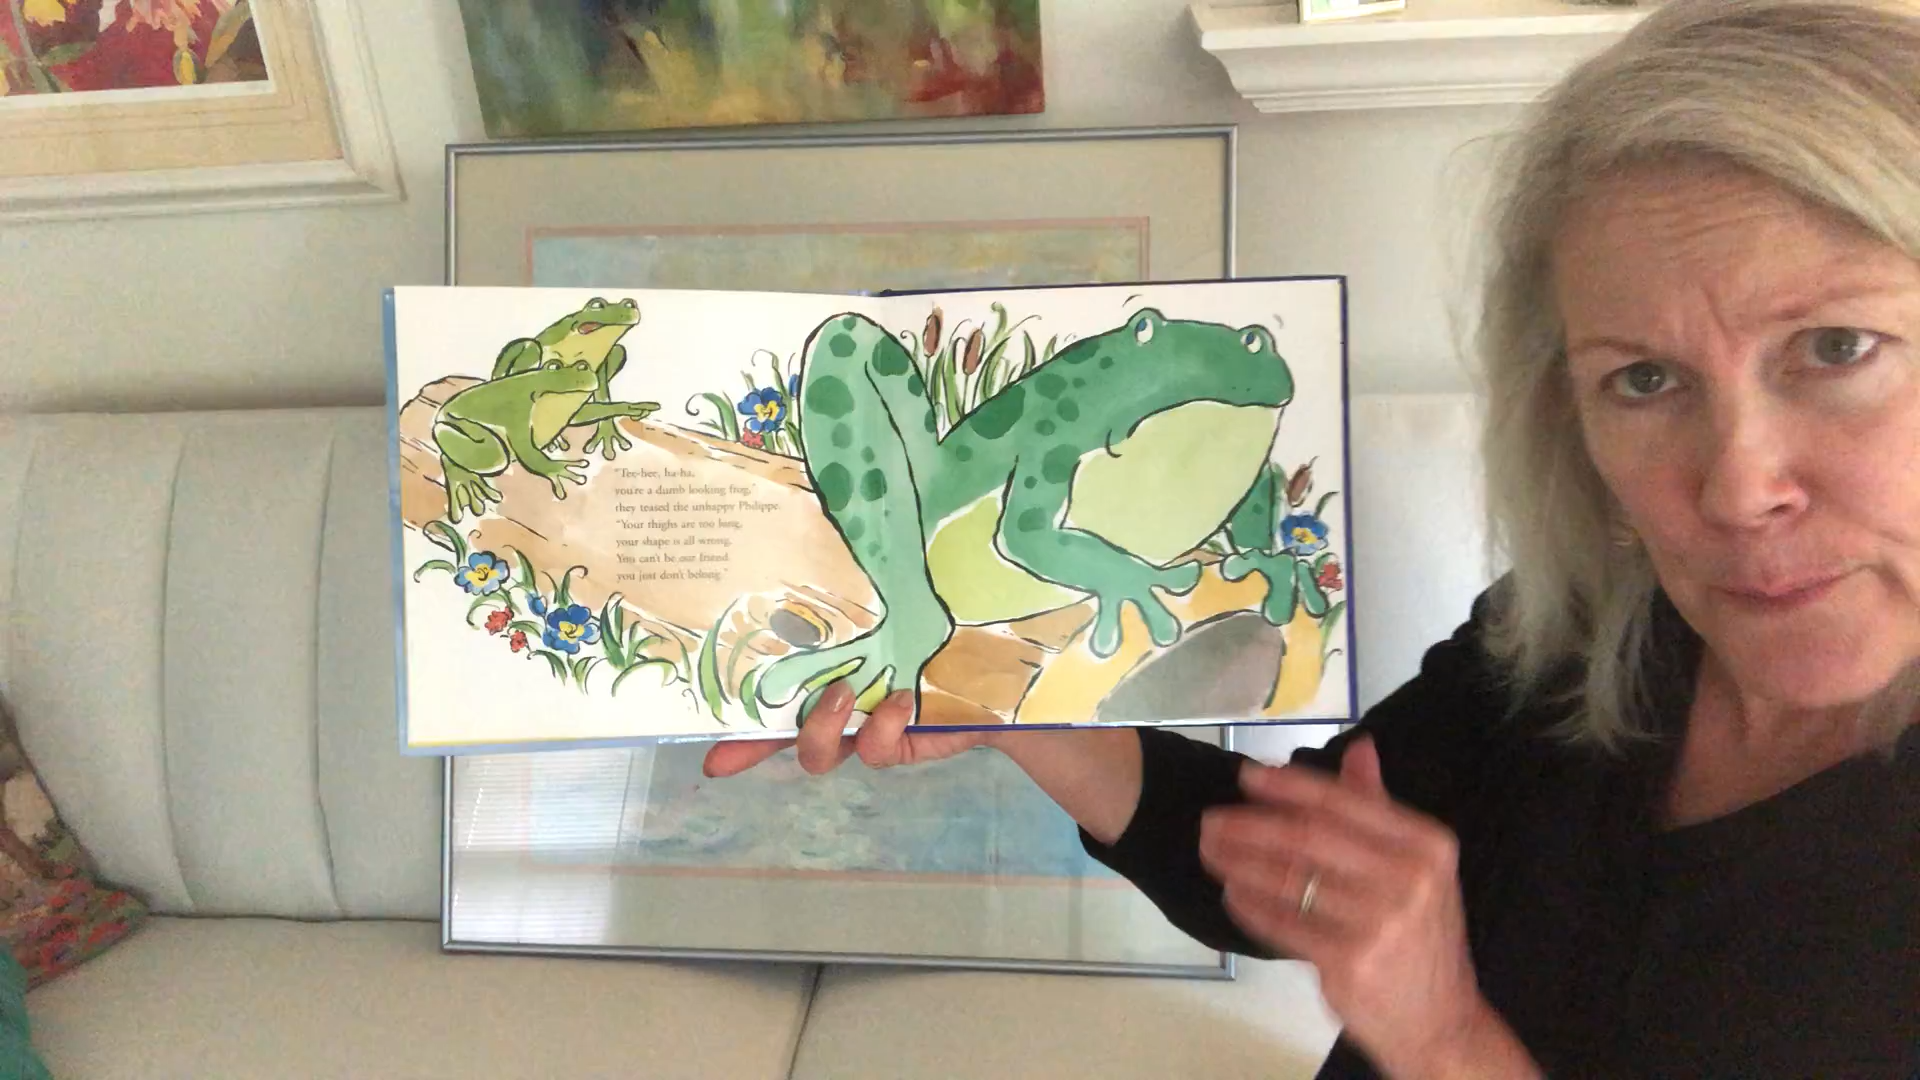 "Tee-hee, ha-ha,
you're a dumb looking frog,"
they teased the unhappy Philippe.
"Your thighs are too long,
your shape is all wrong.
You can't be our friend
you just don't belong."